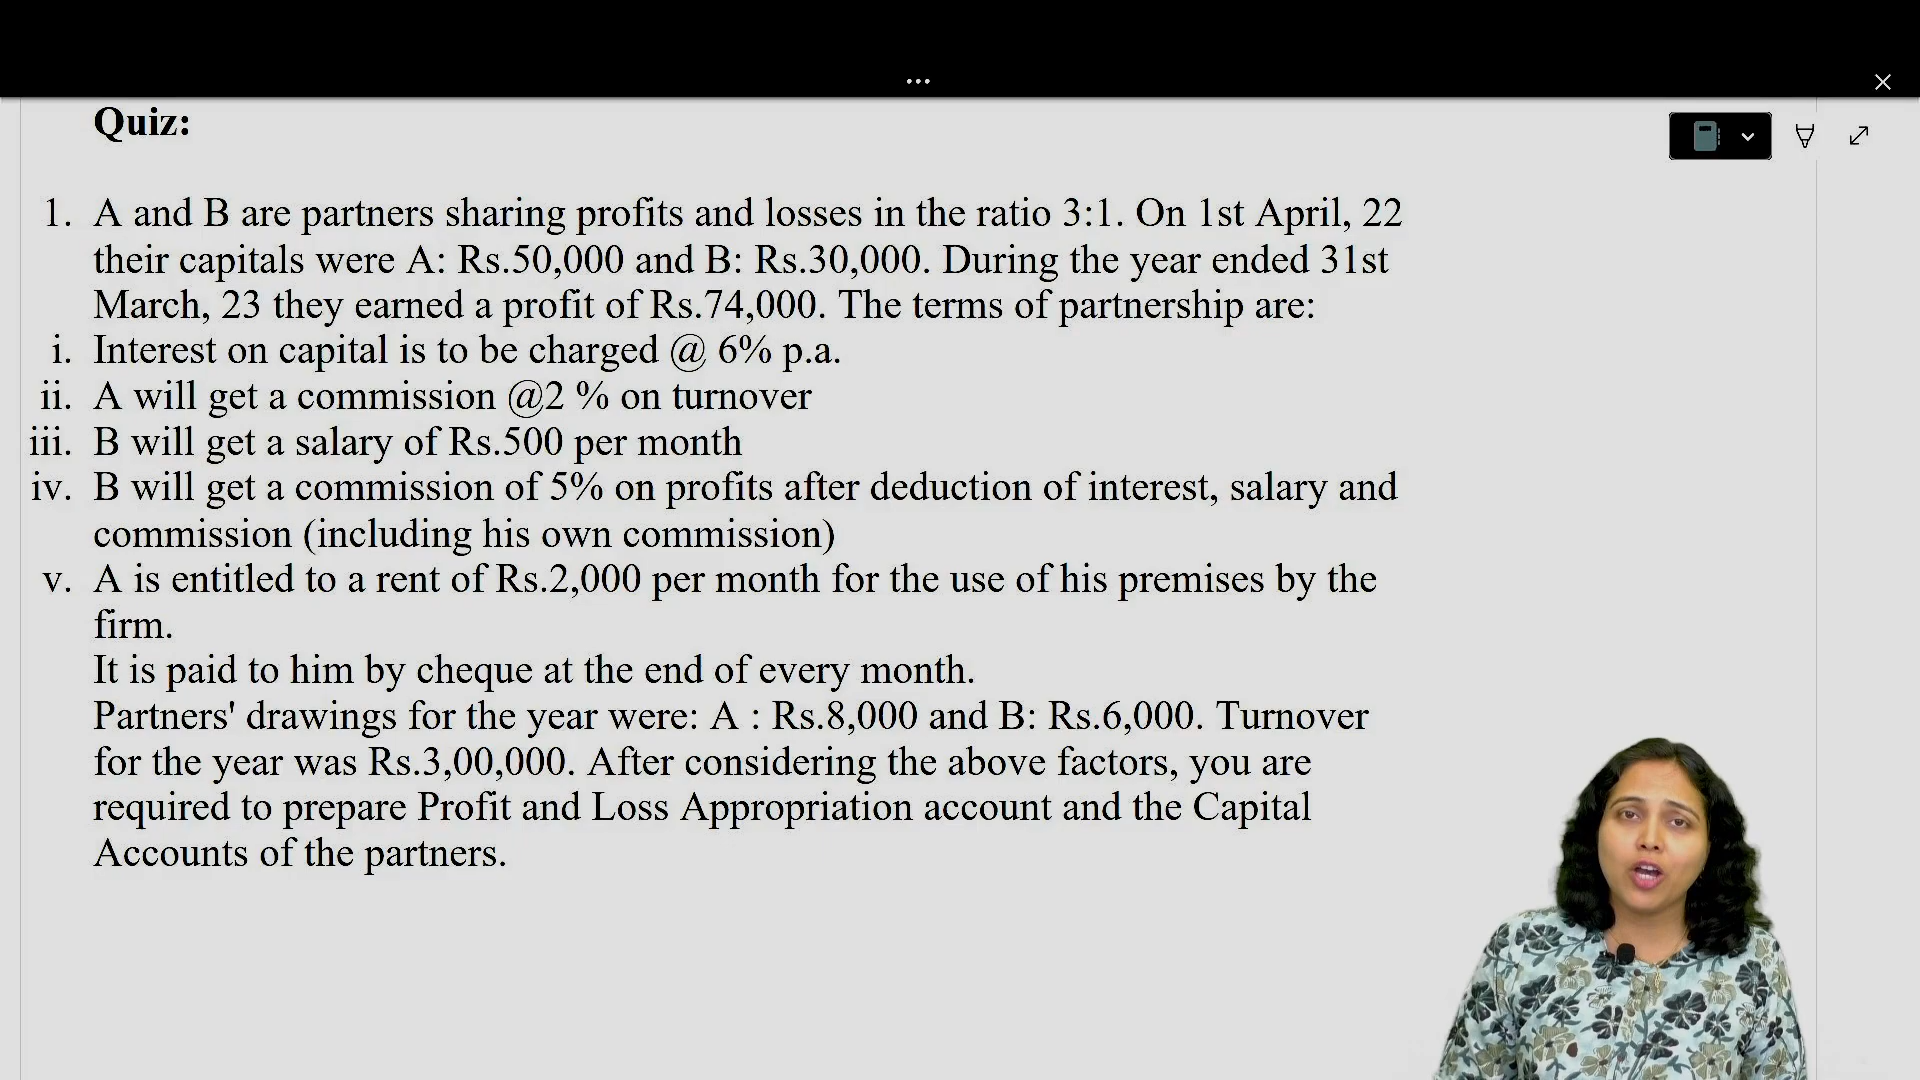 Quiz:
1. A and B are partners sharing profits and losses in the ratio 3:1. On 1st April, 22
their capitals were A: Rs.50,000 and B: Rs.30,000. During the year ended 31st
March, 23 they earned a profit of Rs.74,000. The terms of partnership are:
i. Interest on capital is to be charged @ 6% p.a.
ii. A will get a commission @2 % on turnover
iii. B will get a salary of Rs.500 per month
iv. B will get a commission of 5% on profits after deduction of interest, salary and
commission (including his own commission)
v. A is entitled to a rent of Rs.2,000 per month for the use of his premises by the
firm.
It is paid to him by cheque at the end of every month.
Partners' drawings for the year were: A : Rs.8,000 and B: Rs.6,000. Turnover
for the year was Rs.3,00,000. After considering the above factors, you are
required to prepare Profit and Loss Appropriation account and the Capital
Accounts of the partners.